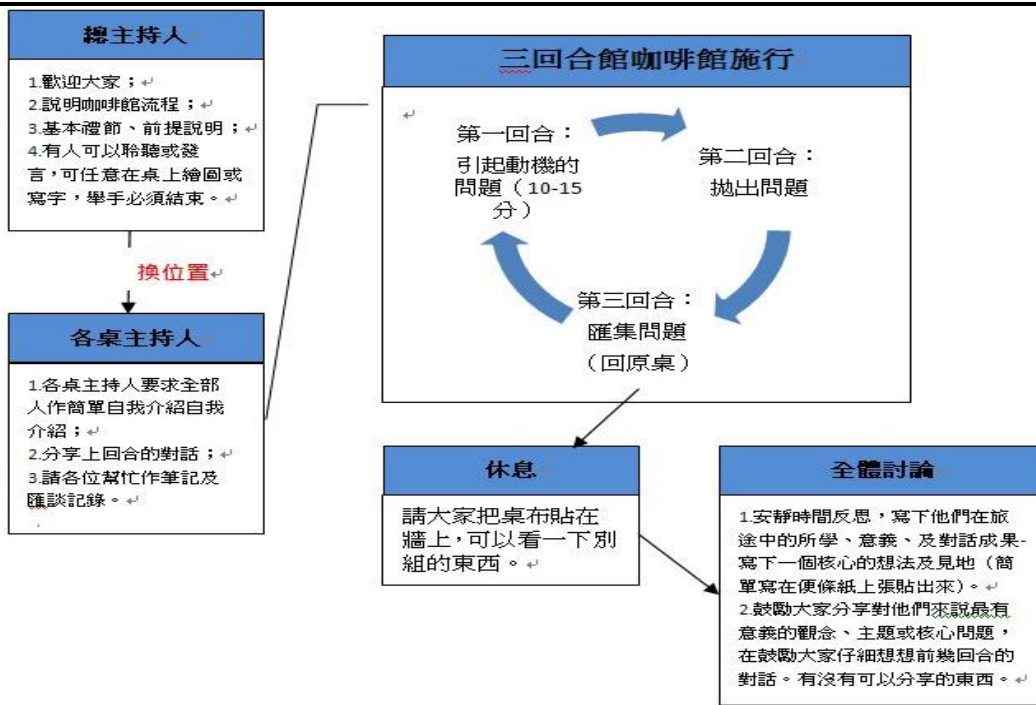 總主持人
1.歡迎大家；
2.說明咖啡館流程；
3.基本禮節、前提說明；
4.有人可以聆聽或發
言，可任意在桌上繪圖或
寫字，舉手必須結束。
換位置
各桌主持人
1.各桌主持人要求全部
人作簡單自我介紹自我
介紹；
2.分享上回合的對話；
3.請各位幫忙作筆記及
匯談記錄。
三回合館咖啡館施行
第一回合：
引起動機的
問題（10-15
分）
第二回合：
拋出問題
第三回合：
匯集問題
（回原桌）
休息
請大家把桌布貼在
牆上，可以看一下別
組的東西。
全體討論
1.安靜時間反思，寫下他們在旅
途中的所學、意義、及對話成果-
寫下一個核心的想法及見地（簡
單寫在便條紙上張貼出來）。
2.鼓勵大家分享對他們來說最有
意義的觀念、主題或核心問題，
在鼓勵大家仔細想想前幾回合的
對話。有沒有可以分享的東西。